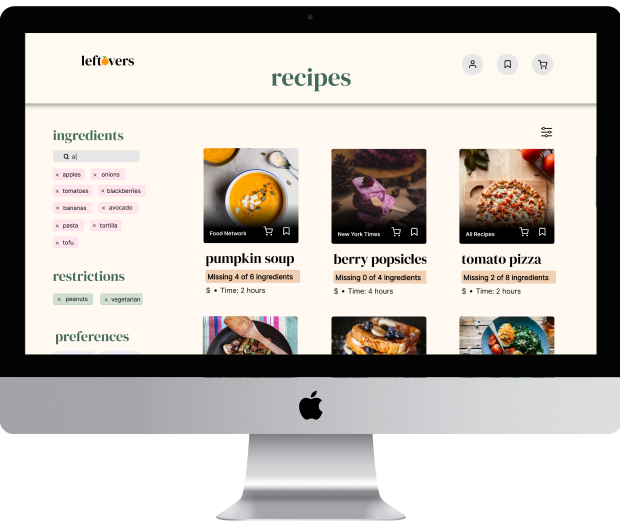 leftovers
recipes
ingredients
a
× apples × onions
× tomatoes × blackberries
× bananas × avocado
× pasta × tortilla
× tofu
restrictions
× peanuts × vegetarian
preferences
Food Network
pumpkin soup
Missing 4 of 6 ingredients
$ • Time: 2 hours
New York Times
berry popsicles
Missing 0 of 4 ingredients
$ • Time: 4 hours
All Recipes
tomato pizza
Missing 2 of 8 ingredients
$ • Time: 2 hours